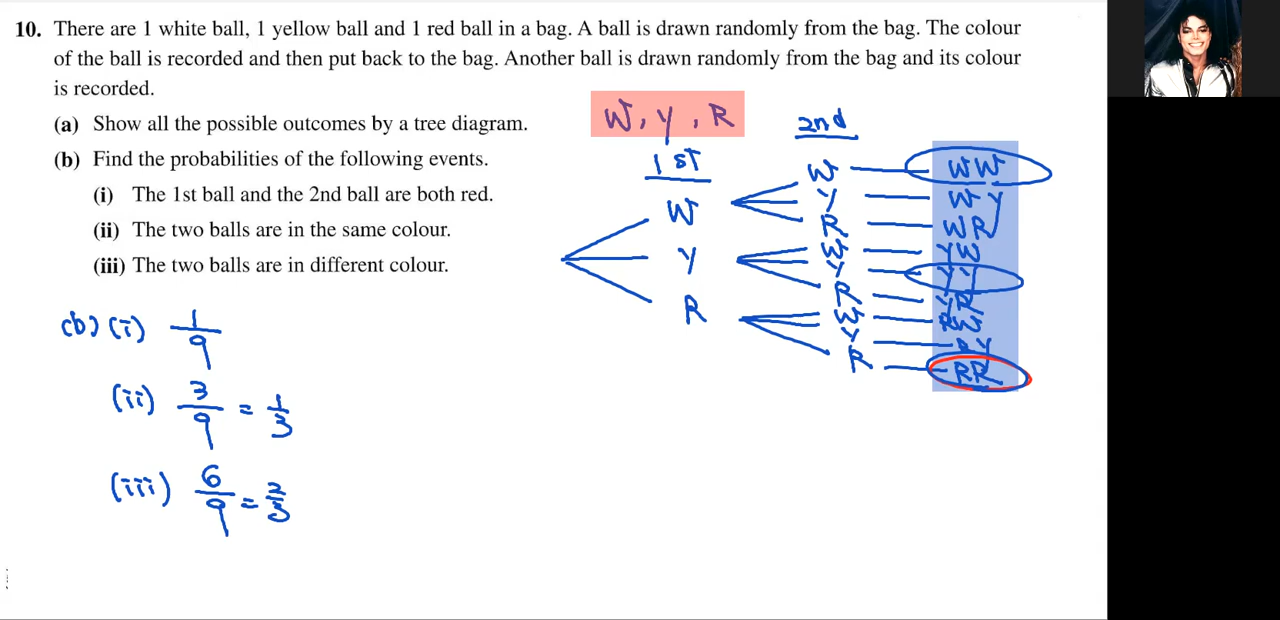 10. There are 1 white ball, 1 yellow ball and 1 red ball in a bag. A ball is drawn randomly from the bag. The colour
of the ball is recorded and then put back to the bag. Another ball is drawn randomly from the bag and its colour
is recorded.
(a) Show all the possible outcomes by a tree diagram.
(b) Find the probabilities of the following events.
(i) The 1st ball and the 2nd ball are both red.
(ii) The two balls are in the same colour.
(iii) The two balls are in different colour.
W, Y, R
1st
2nd
W
Y
R
W
Y
R
W
Y
R
W
Y
R
WW
WY
WR
YW
YY
YR
RW
RY
RR
(b) (i) 1/9
(ii) 3/9 = 1/3
(iii) 6/9 = 2/3